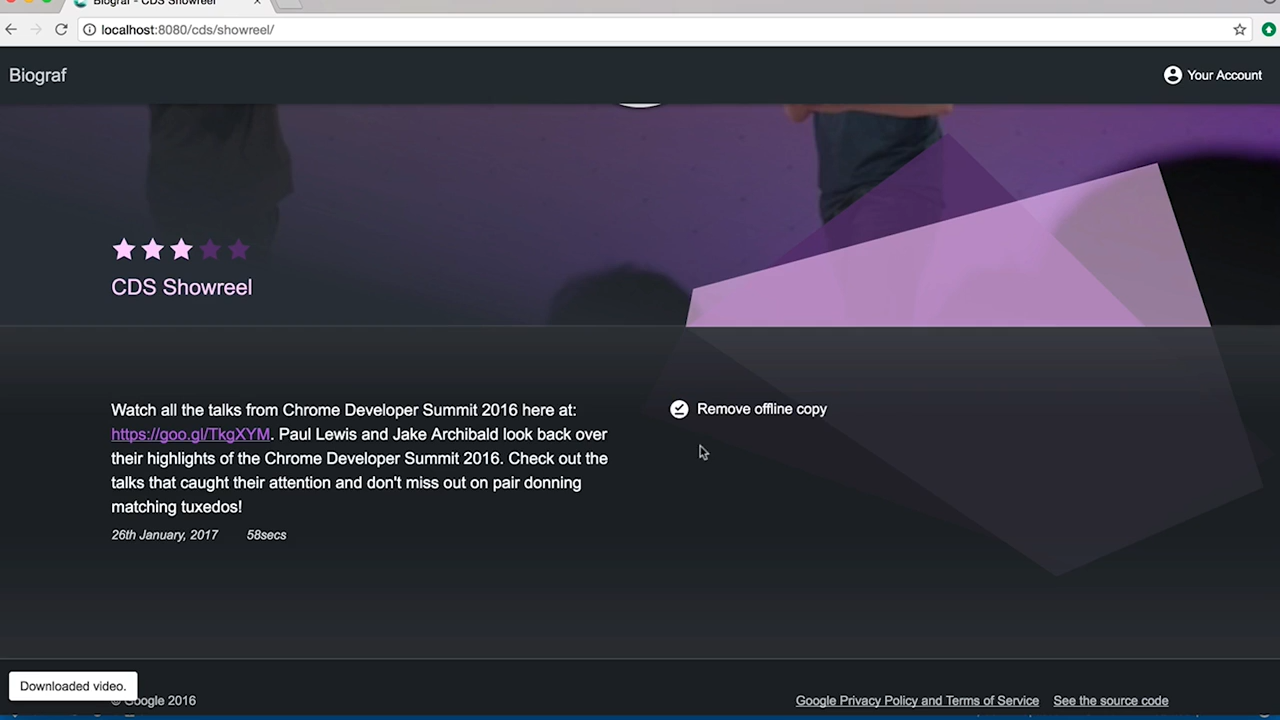 Biograf - CDS Showreel
localhost:8080/cds/showreel/
Biograf
Your Account
CDS Showreel
Watch all the talks from Chrome Developer Summit 2016 here at:
https://goo.gl/TkgXYM. Paul Lewis and Jake Archibald look back over
their highlights of the Chrome Developer Summit 2016. Check out the
talks that caught their attention and don't miss out on pair donning
matching tuxedos!
26th January, 2017 58secs
Remove offline copy
Downloaded video.
Google 2016
Google Privacy Policy and Terms of Service See the source code